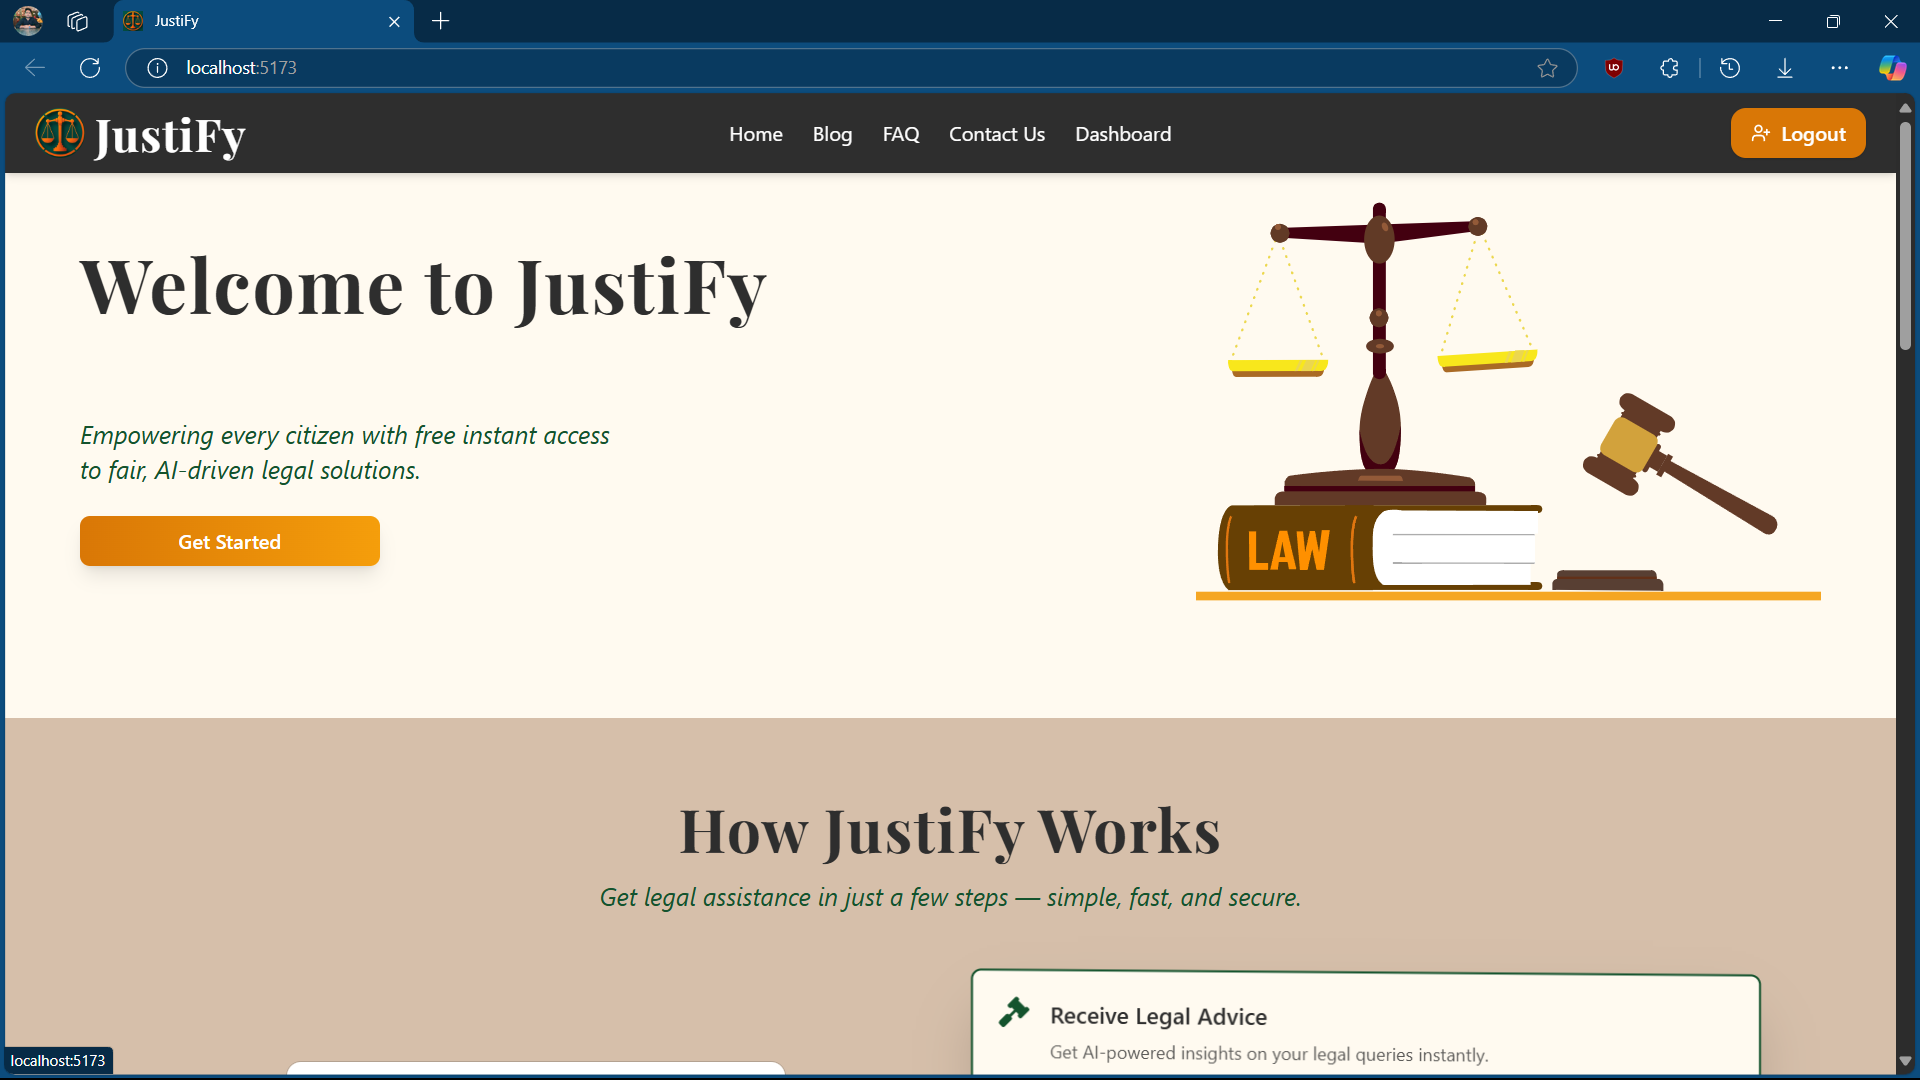 JustiFy
localhost:5173
JustiFy
Home
Blog
FAQ
Contact Us
Dashboard
Logout
Welcome to JustiFy
Empowering every citizen with free instant access
to fair, AI-driven legal solutions.
Get Started
LAW
How JustiFy Works
Get legal assistance in just a few steps — simple, fast, and secure.
Receive Legal Advice
Get AI-powered insights on your legal queries instantly.
localhost:5173